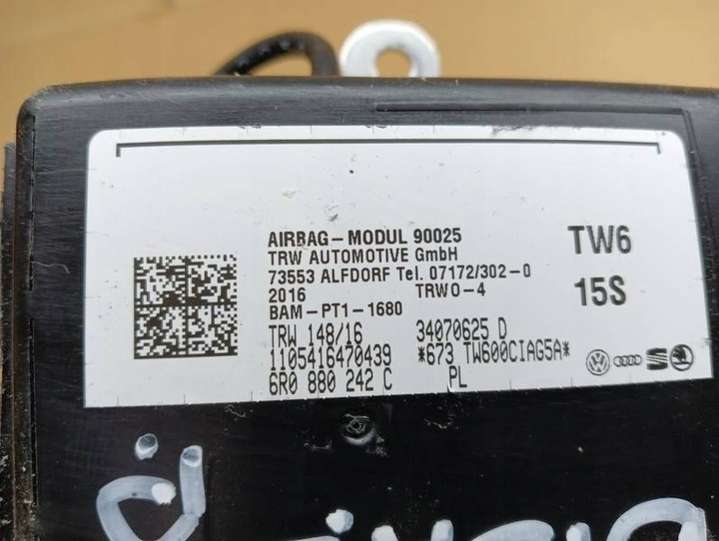 AIRBAG-MODUL 90025
TRW AUTOMOTIVE GmbH
73553 ALFDORF Tel. 07172/302-0
2016 TRWO-4
BAM-PT1-1680
TW6
15S
TRW 148/16 34070625 D
1105416470439 *673 TW600CIAG5A*
6R0 880 242 C PL